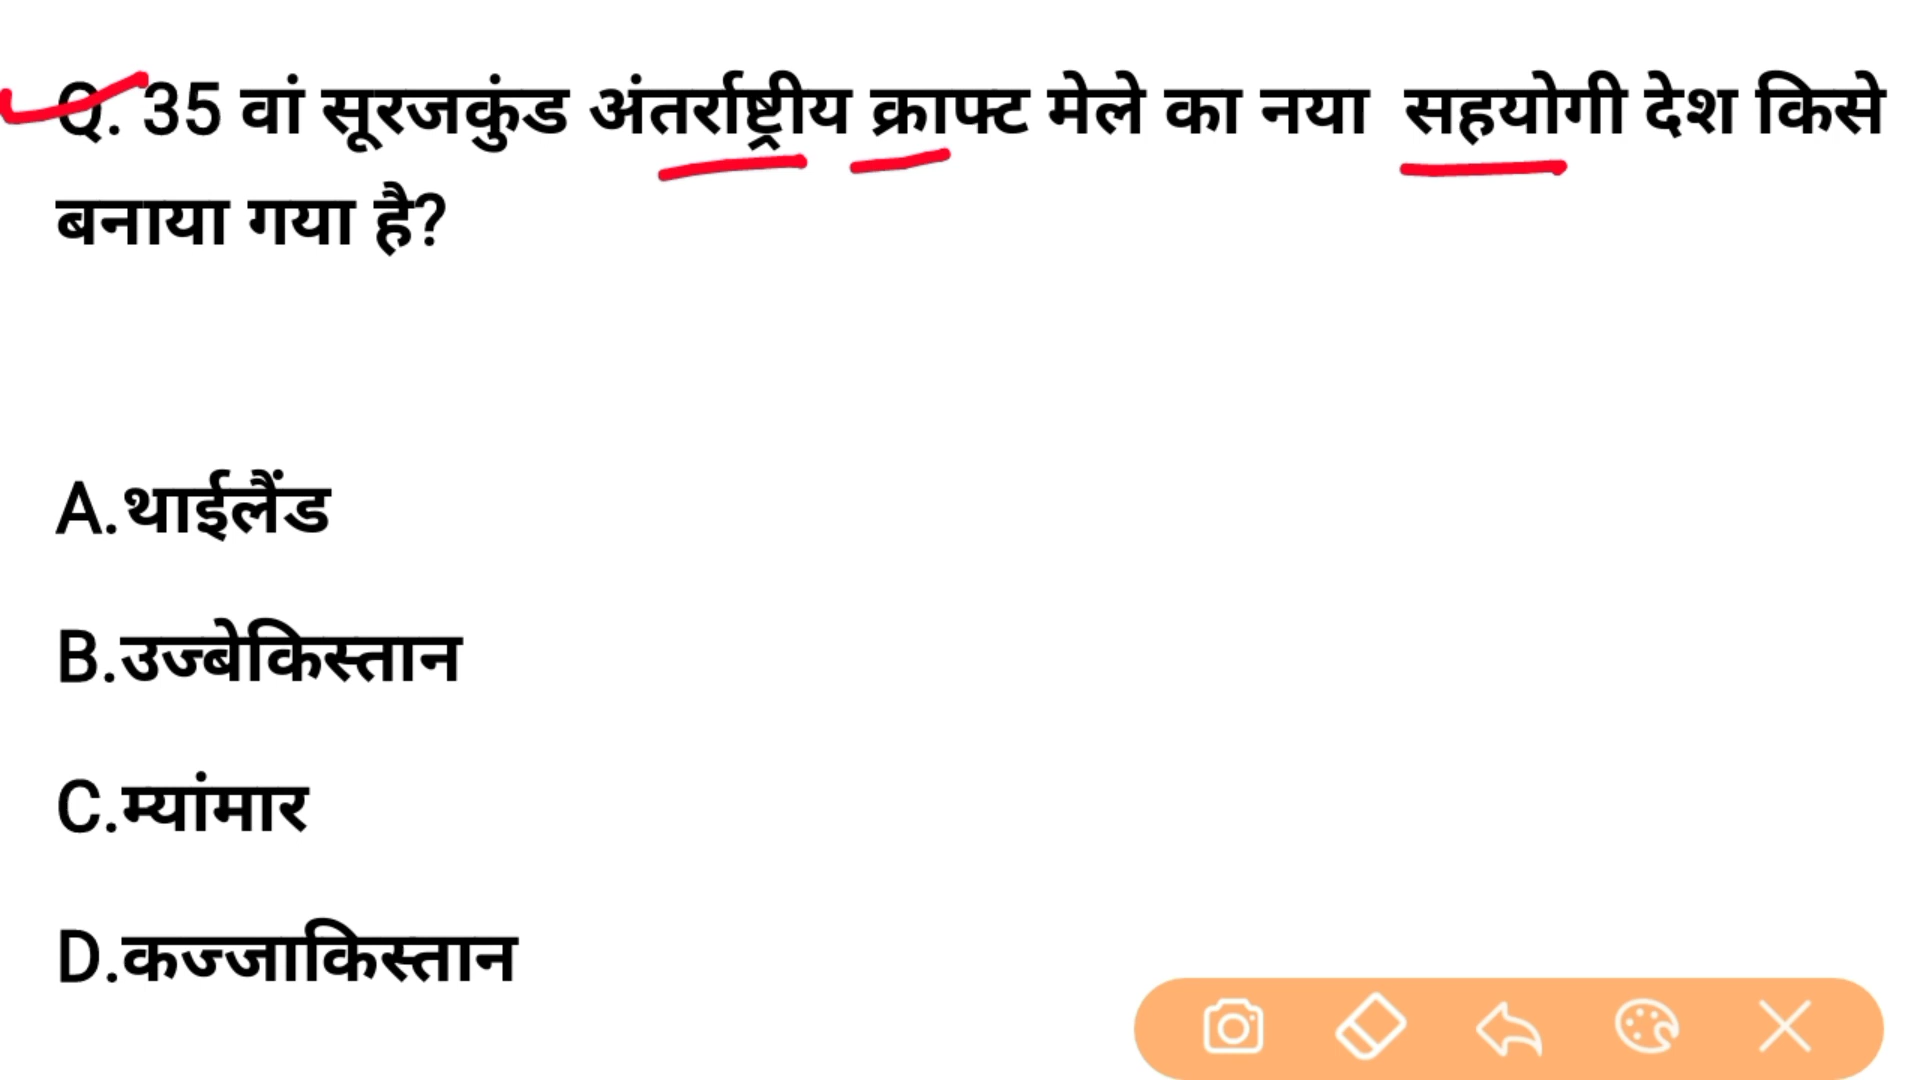 Q. 35 वां सूरजकुंड अंतर्राष्ट्रीय क्राफ्ट मेले का नया सहयोगी देश किसे
बनाया गया है?
A.थाईलैंड
B.उज्बेकिस्तान
C.म्यांमार
D.कज्जाकिस्तान